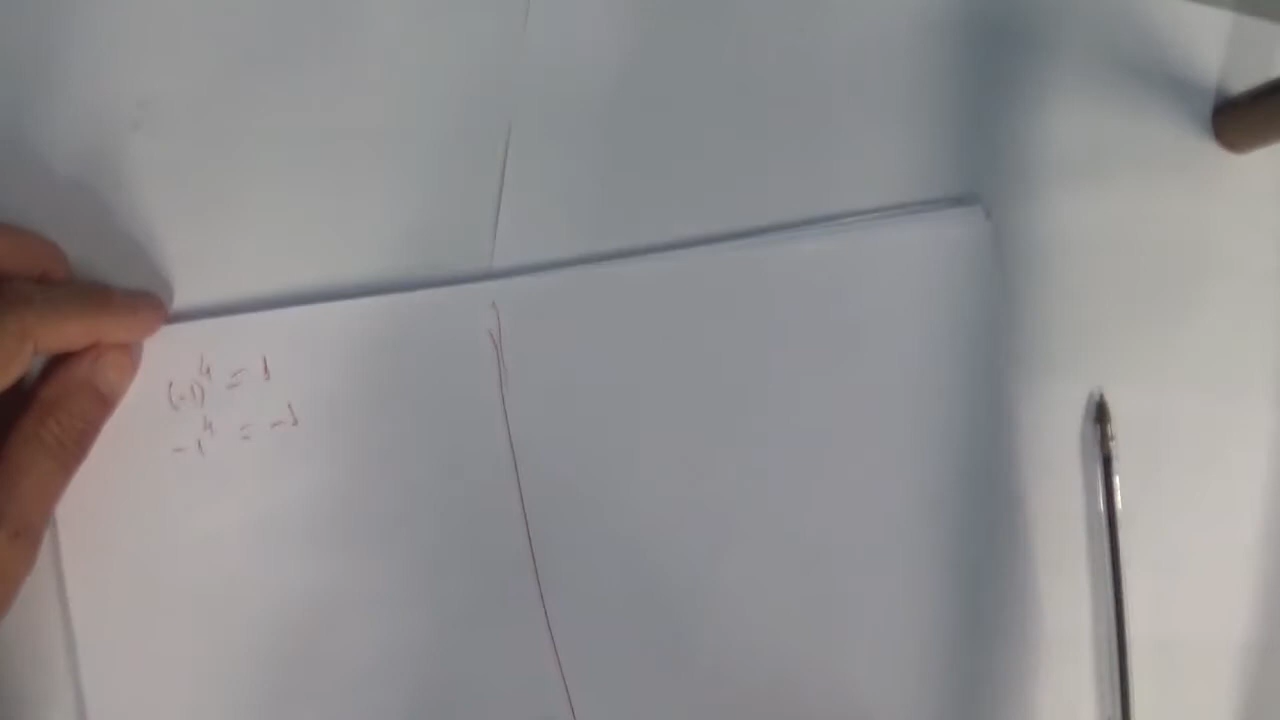 (-1)⁴ = 1
-1⁴ = -1